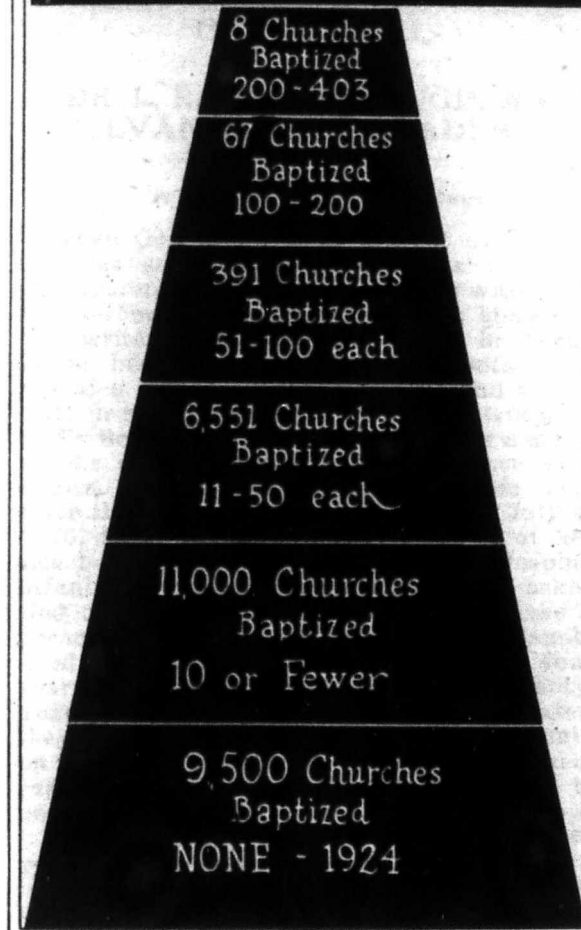 8 Churches
Baptized
200-403
67 Churches
Baptized
100-200
391 Churches
Baptized
51-100 each
6,551 Churches
Baptized
11-50 each
11,000 Churches
Baptized
10 or Fewer
9,500 Churches
Baptized
NONE - 1924